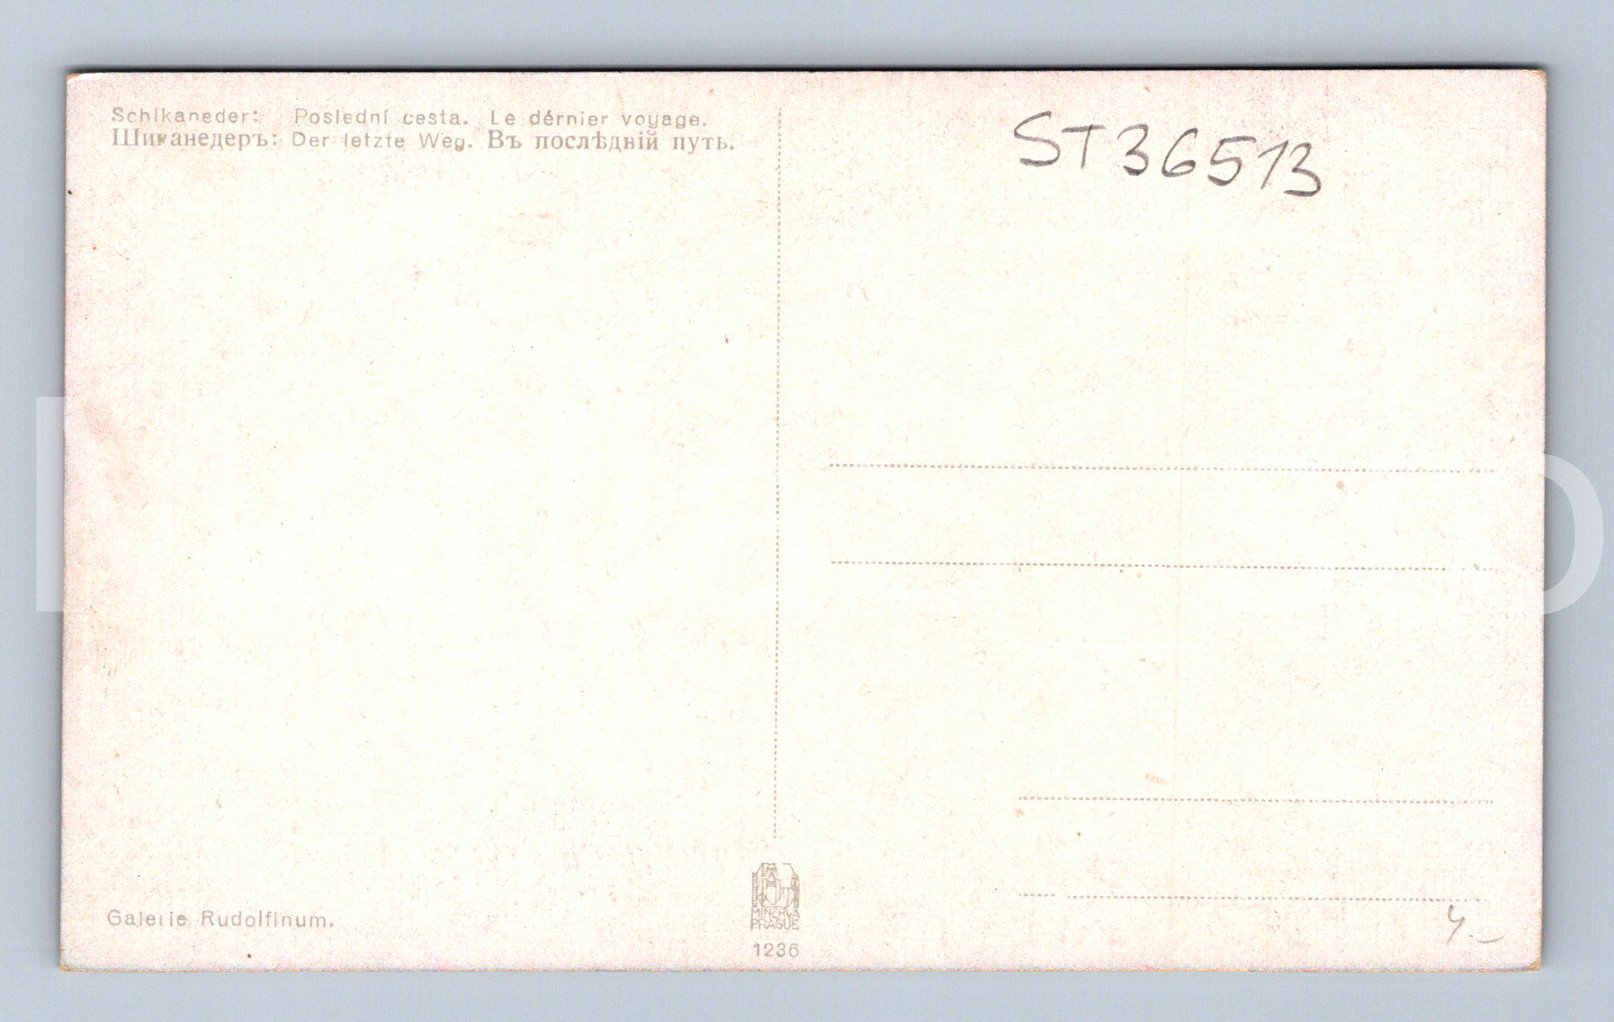 Schikaneder: Poslední cesta. Le dérnier voyage.
Шиканедеръ: Der letzte Weg. Въ послѣднiй путь.
ST36513
Galerie Rudolfinum.
MINERVA
PRAGUE
1236
4.–